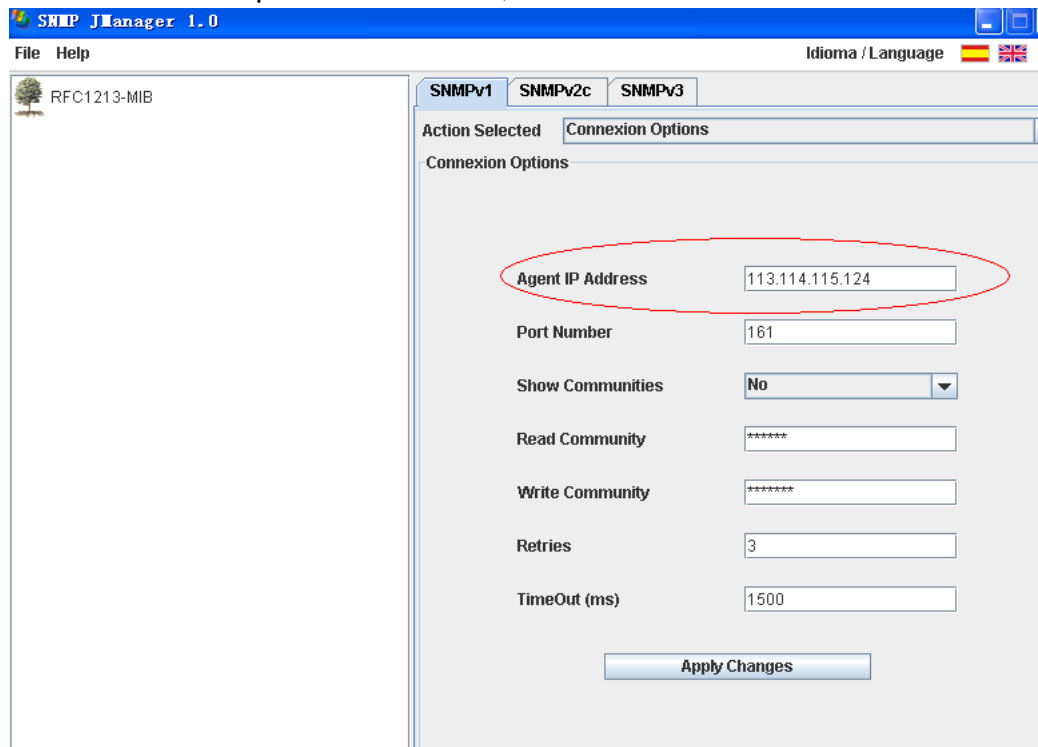 SNMP JManager 1.0
File Help Idioma / Language
RFC1213-MIB
SNMPv1 SNMPv2c SNMPv3
Action Selected Connexion Options
Connexion Options
Agent IP Address 113.114.115.124
Port Number 161
Show Communities No
Read Community ******
Write Community *******
Retries 3
TimeOut (ms) 1500
Apply Changes